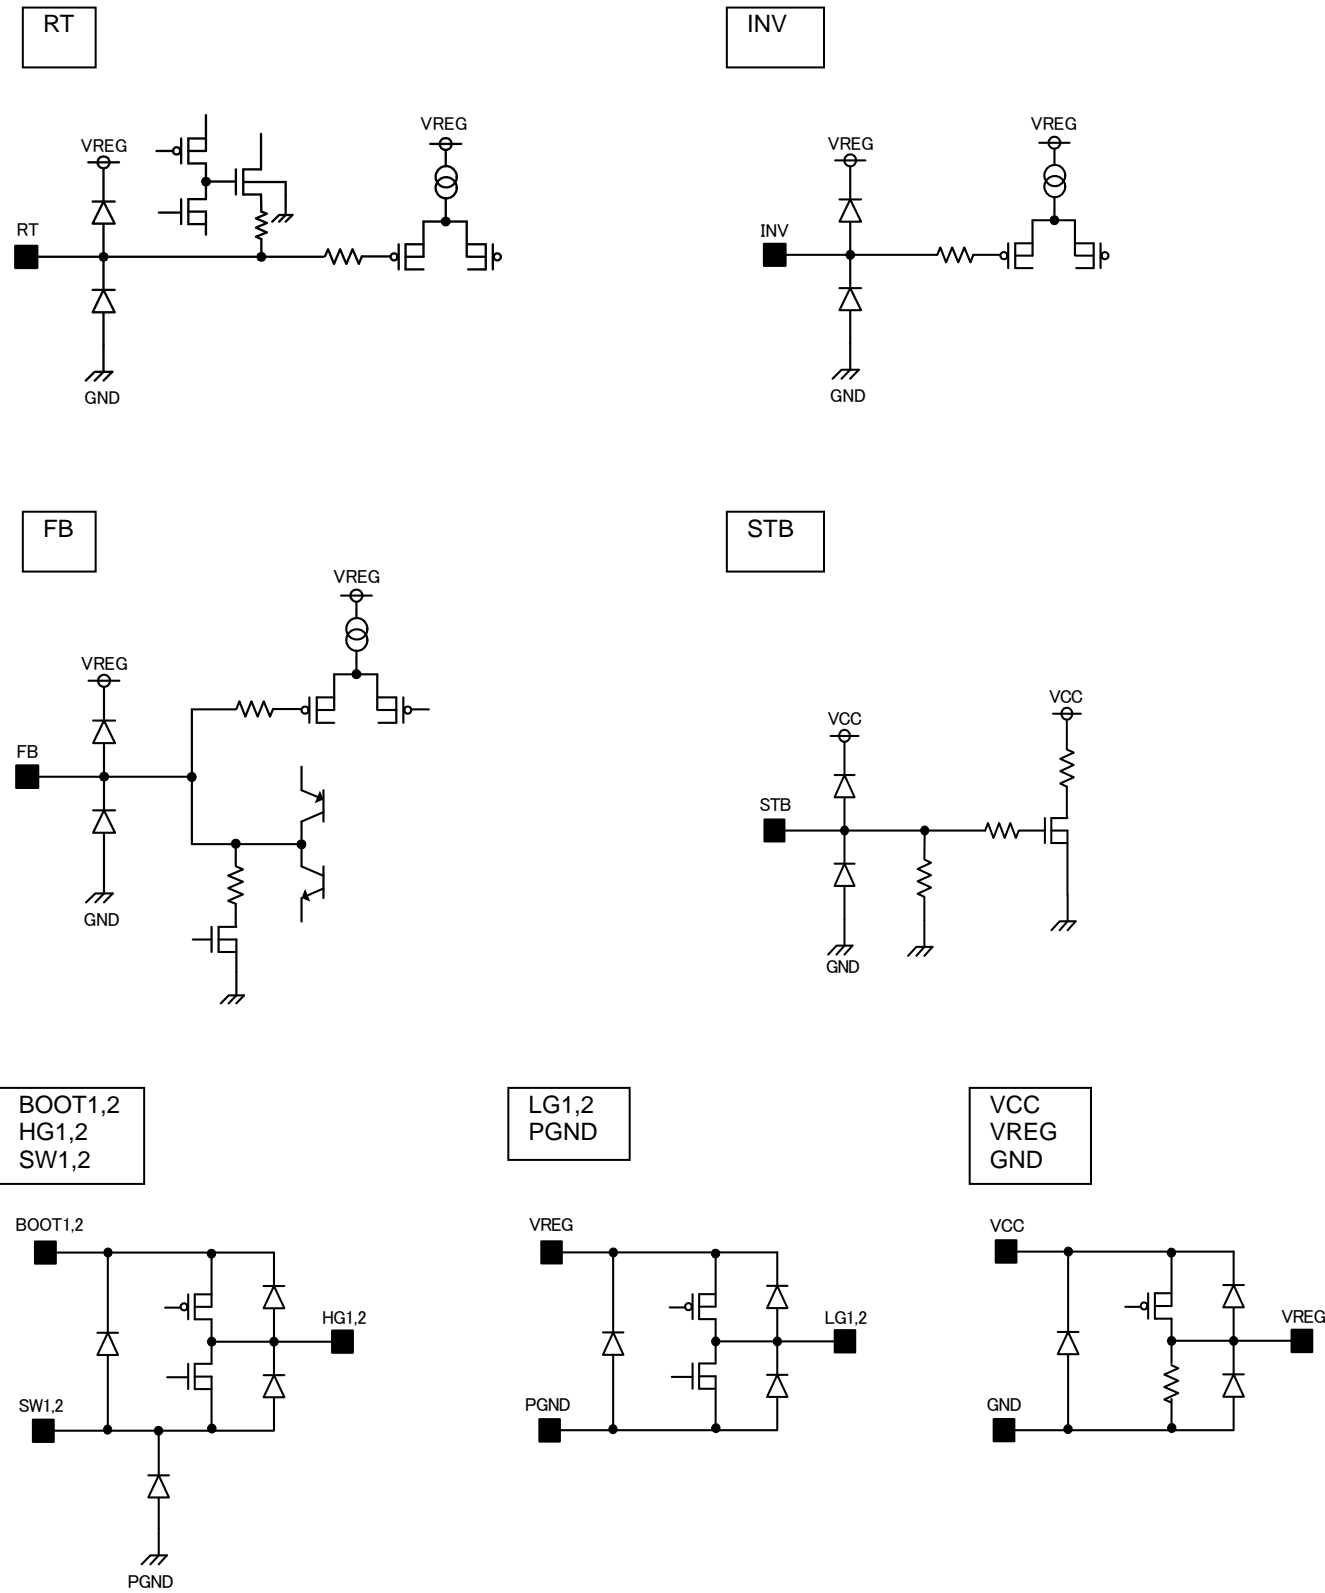 RT
INV
VREG
VREG
RT
GND
VREG
VREG
INV
GND
FB
STB
VREG
VREG
FB
GND
VCC
VCC
STB
GND
BOOT1,2
HG1,2
SW1,2
LG1,2
PGND
VCC
VREG
GND
BOOT1,2
HG1,2
SW1,2
PGND
VREG
LG1,2
PGND
VCC
VREG
GND